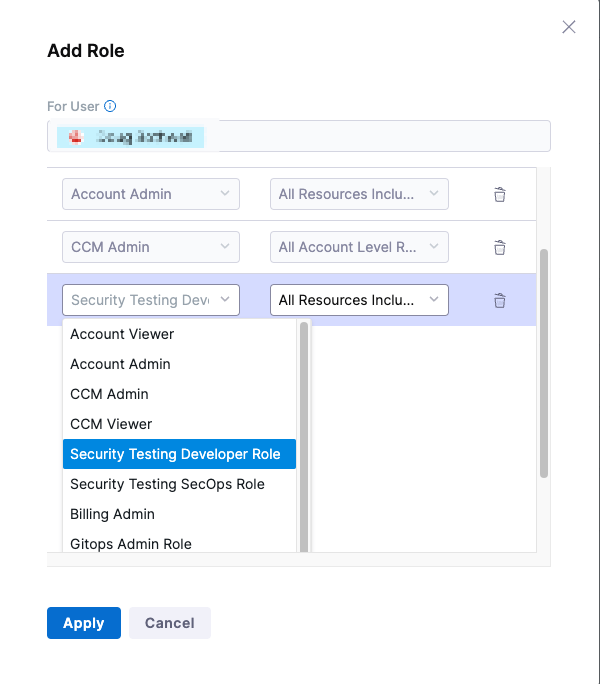 Add Role
For User
Account Admin All Resources Inclu...
CCM Admin All Account Level R...
Security Testing Dev All Resources Inclu...
Account Viewer
Account Admin
CCM Admin
CCM Viewer
Security Testing Developer Role
Security Testing SecOps Role
Billing Admin
Gitops Admin Role
Apply Cancel